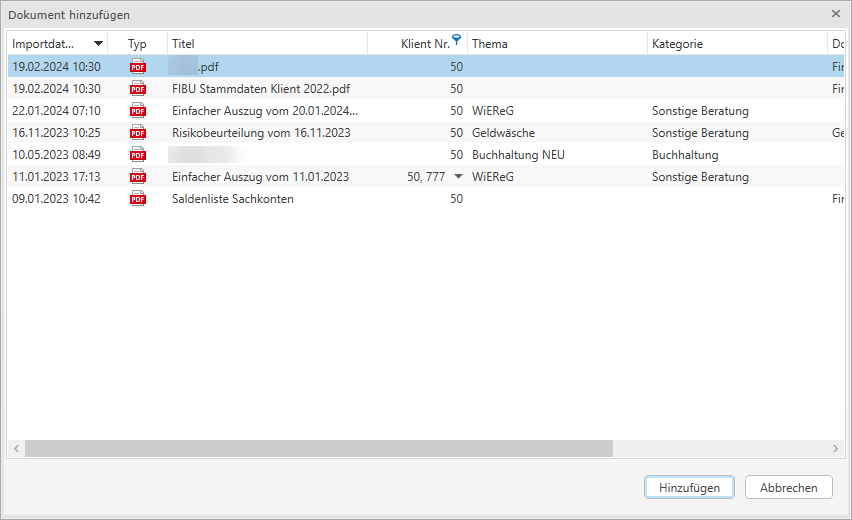 Dokument hinzufügen
Importdat... Typ Titel Klient Nr. Thema Kategorie Do
19.02.2024 10:30 PDF .pdf 50 Fir
19.02.2024 10:30 PDF FIBU Stammdaten Klient 2022.pdf 50 Fir
22.01.2024 07:10 PDF Einfacher Auszug vom 20.01.2024... 50 WiEReG Sonstige Beratung
16.11.2023 10:25 PDF Risikobeurteilung vom 16.11.2023 50 Geldwäsche Sonstige Beratung Ge
10.05.2023 08:49 PDF 50 Buchhaltung NEU Buchhaltung
11.01.2023 17:13 PDF Einfacher Auszug vom 11.01.2023 50, 777 WiEReG Sonstige Beratung
09.01.2023 10:42 PDF Saldenliste Sachkonten 50 Fir
Hinzufügen Abbrechen